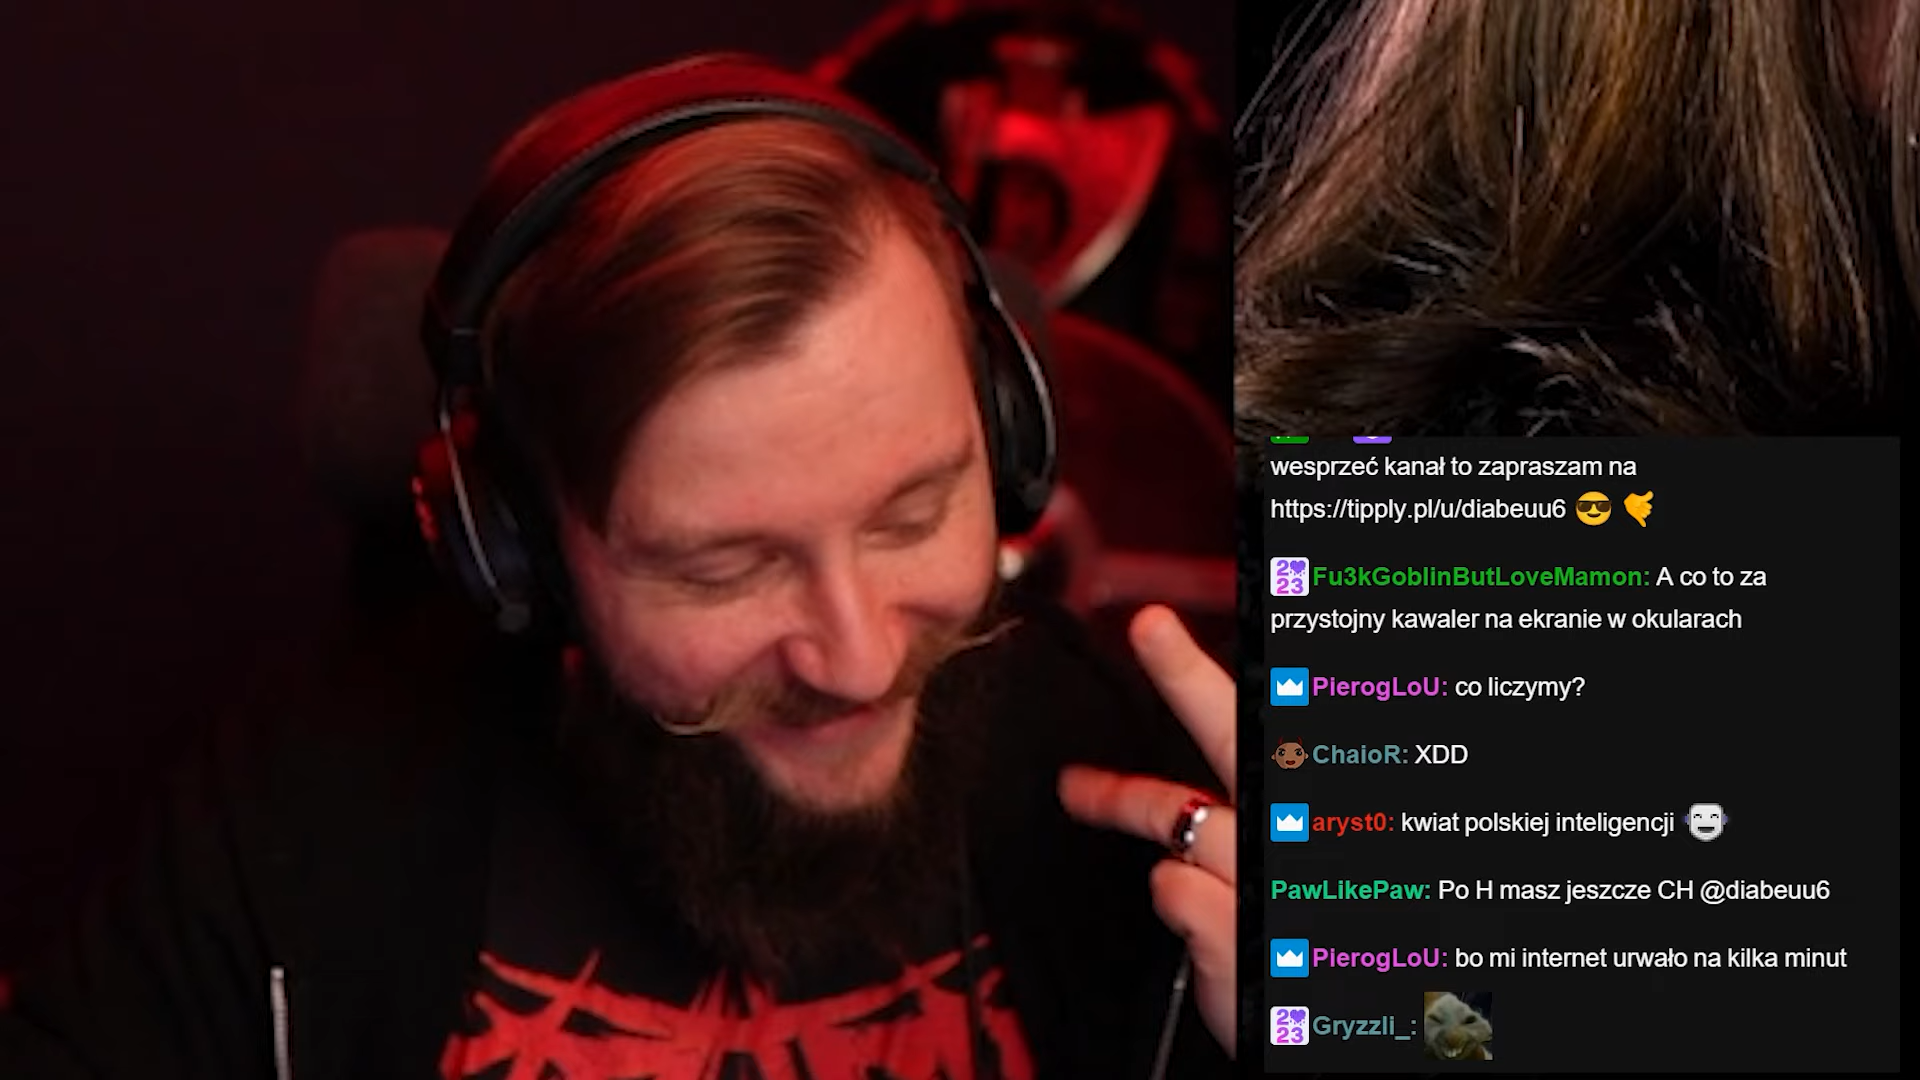 wesprzeć kanał to zapraszam na
https://tipply.pl/u/diabeuu6 😎 🤙
Fu3kGoblinButLoveMamon: A co to za
przystojny kawaler na ekranie w okularach
PierogLoU: co liczymy?
ChaioR: XDD
aryst0: kwiat polskiej inteligencji
PawLikePaw: Po H masz jeszcze CH @diabeuu6
PierogLoU: bo mi internet urwało na kilka minut
2023 Gryzzli_: